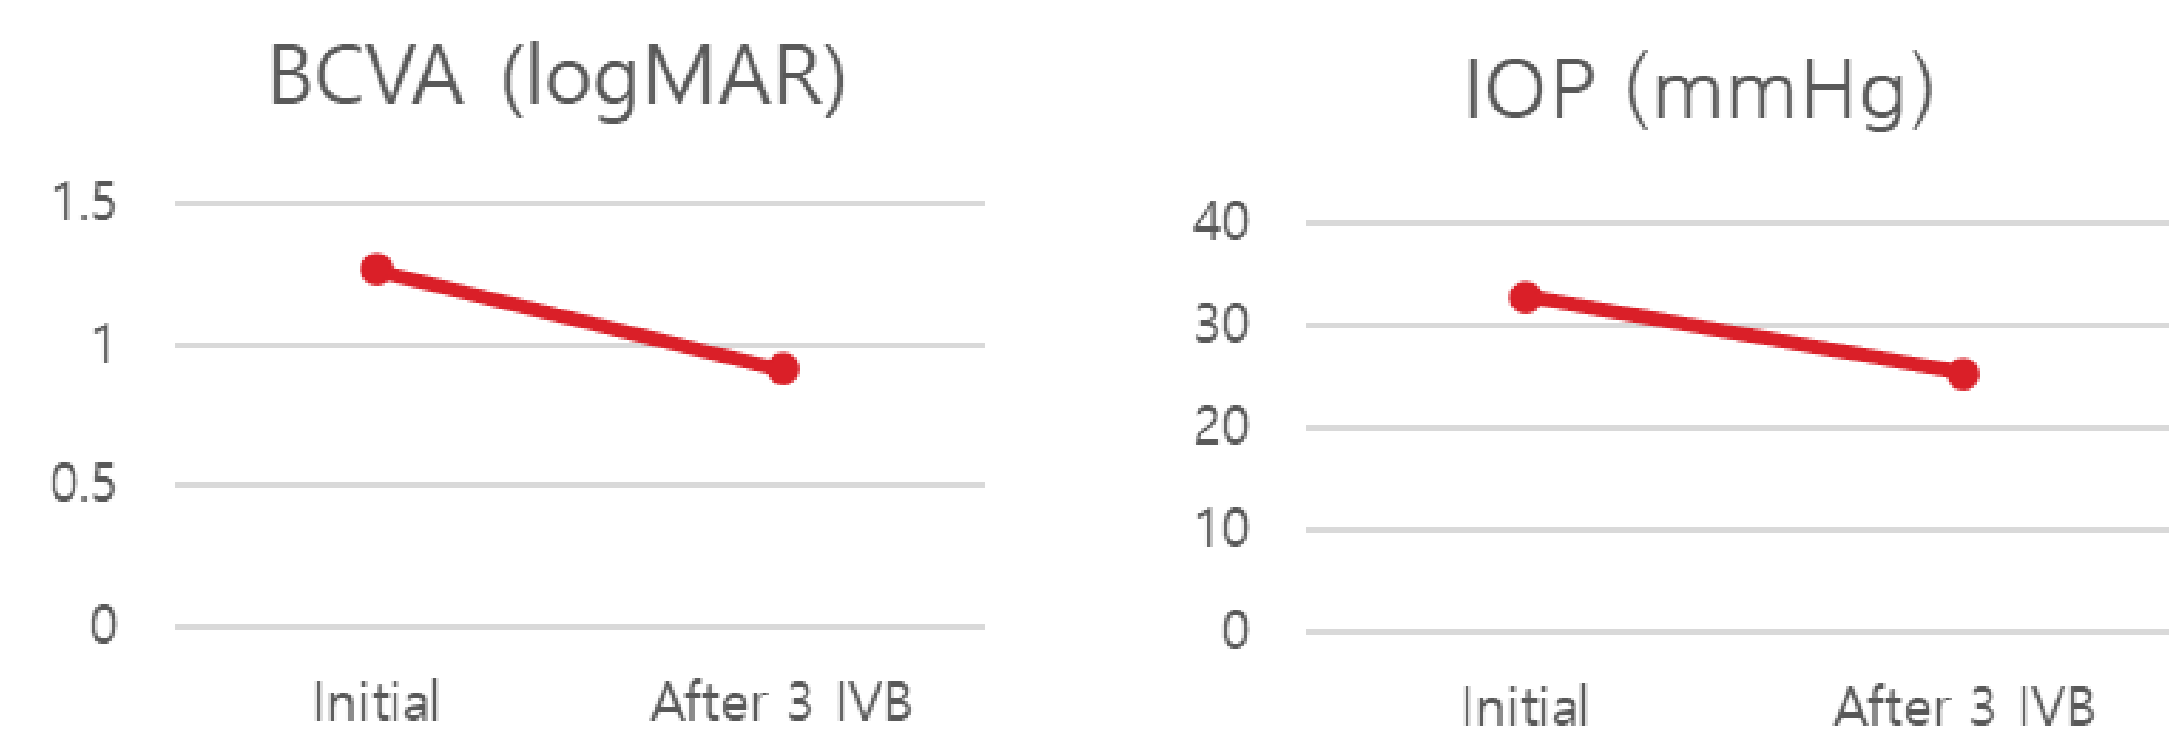 BCVA (logMAR)
1.5
1
0.5
0
Initial After 3 IVB
IOP (mmHg)
40
30
20
10
0
Initial After 3 IVB